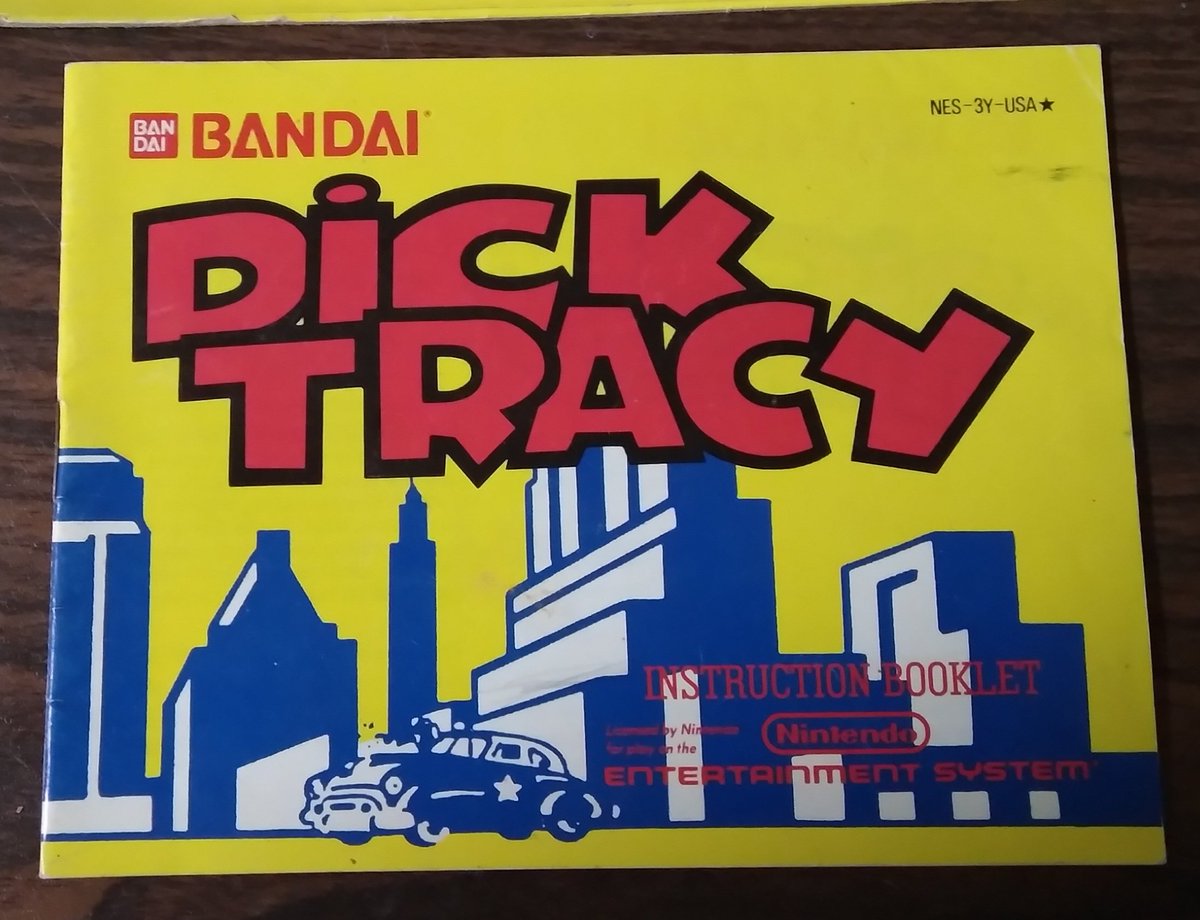 BAN
DAI
BANDAI®
NES-3Y-USA★
DiCK
TRACY
INSTRUCTION BOOKLET
Licensed by Nintendo
for play on the
Nintendo
ENTERTAINMENT SYSTEM